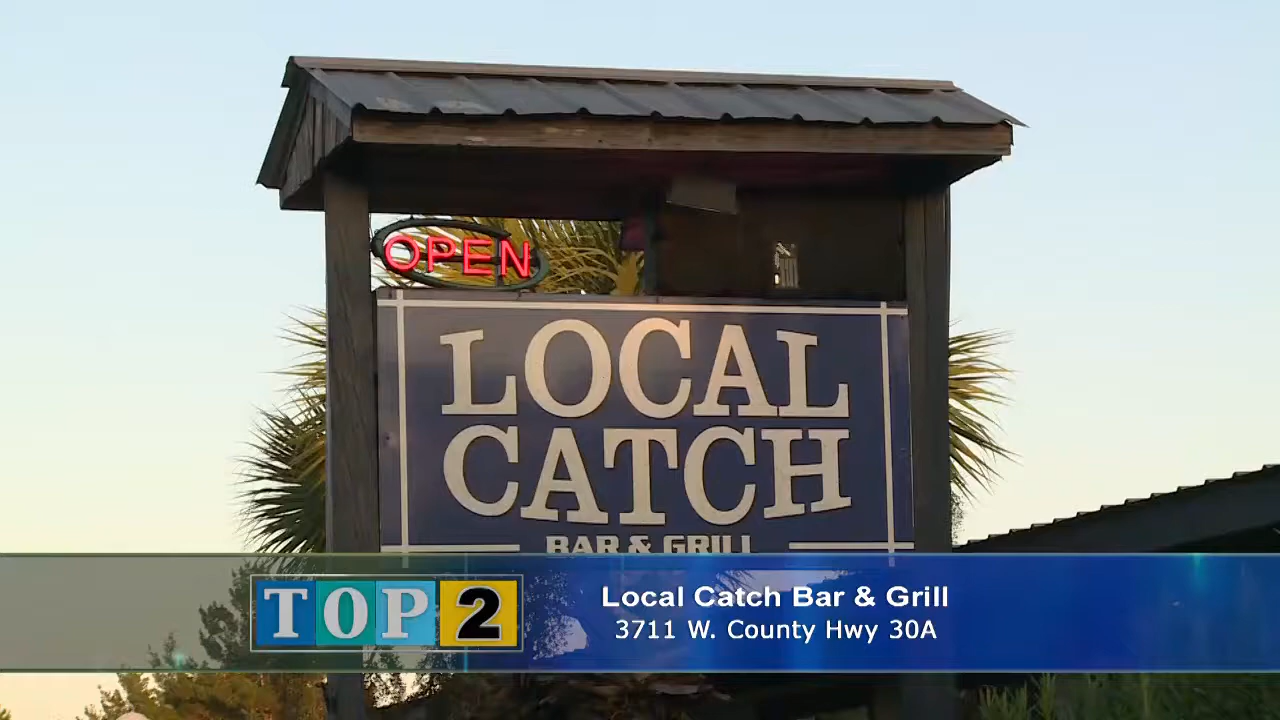 OPEN
LOCAL
CATCH
BAR & GRILL
TOP 2
Local Catch Bar & Grill
3711 W. County Hwy 30A